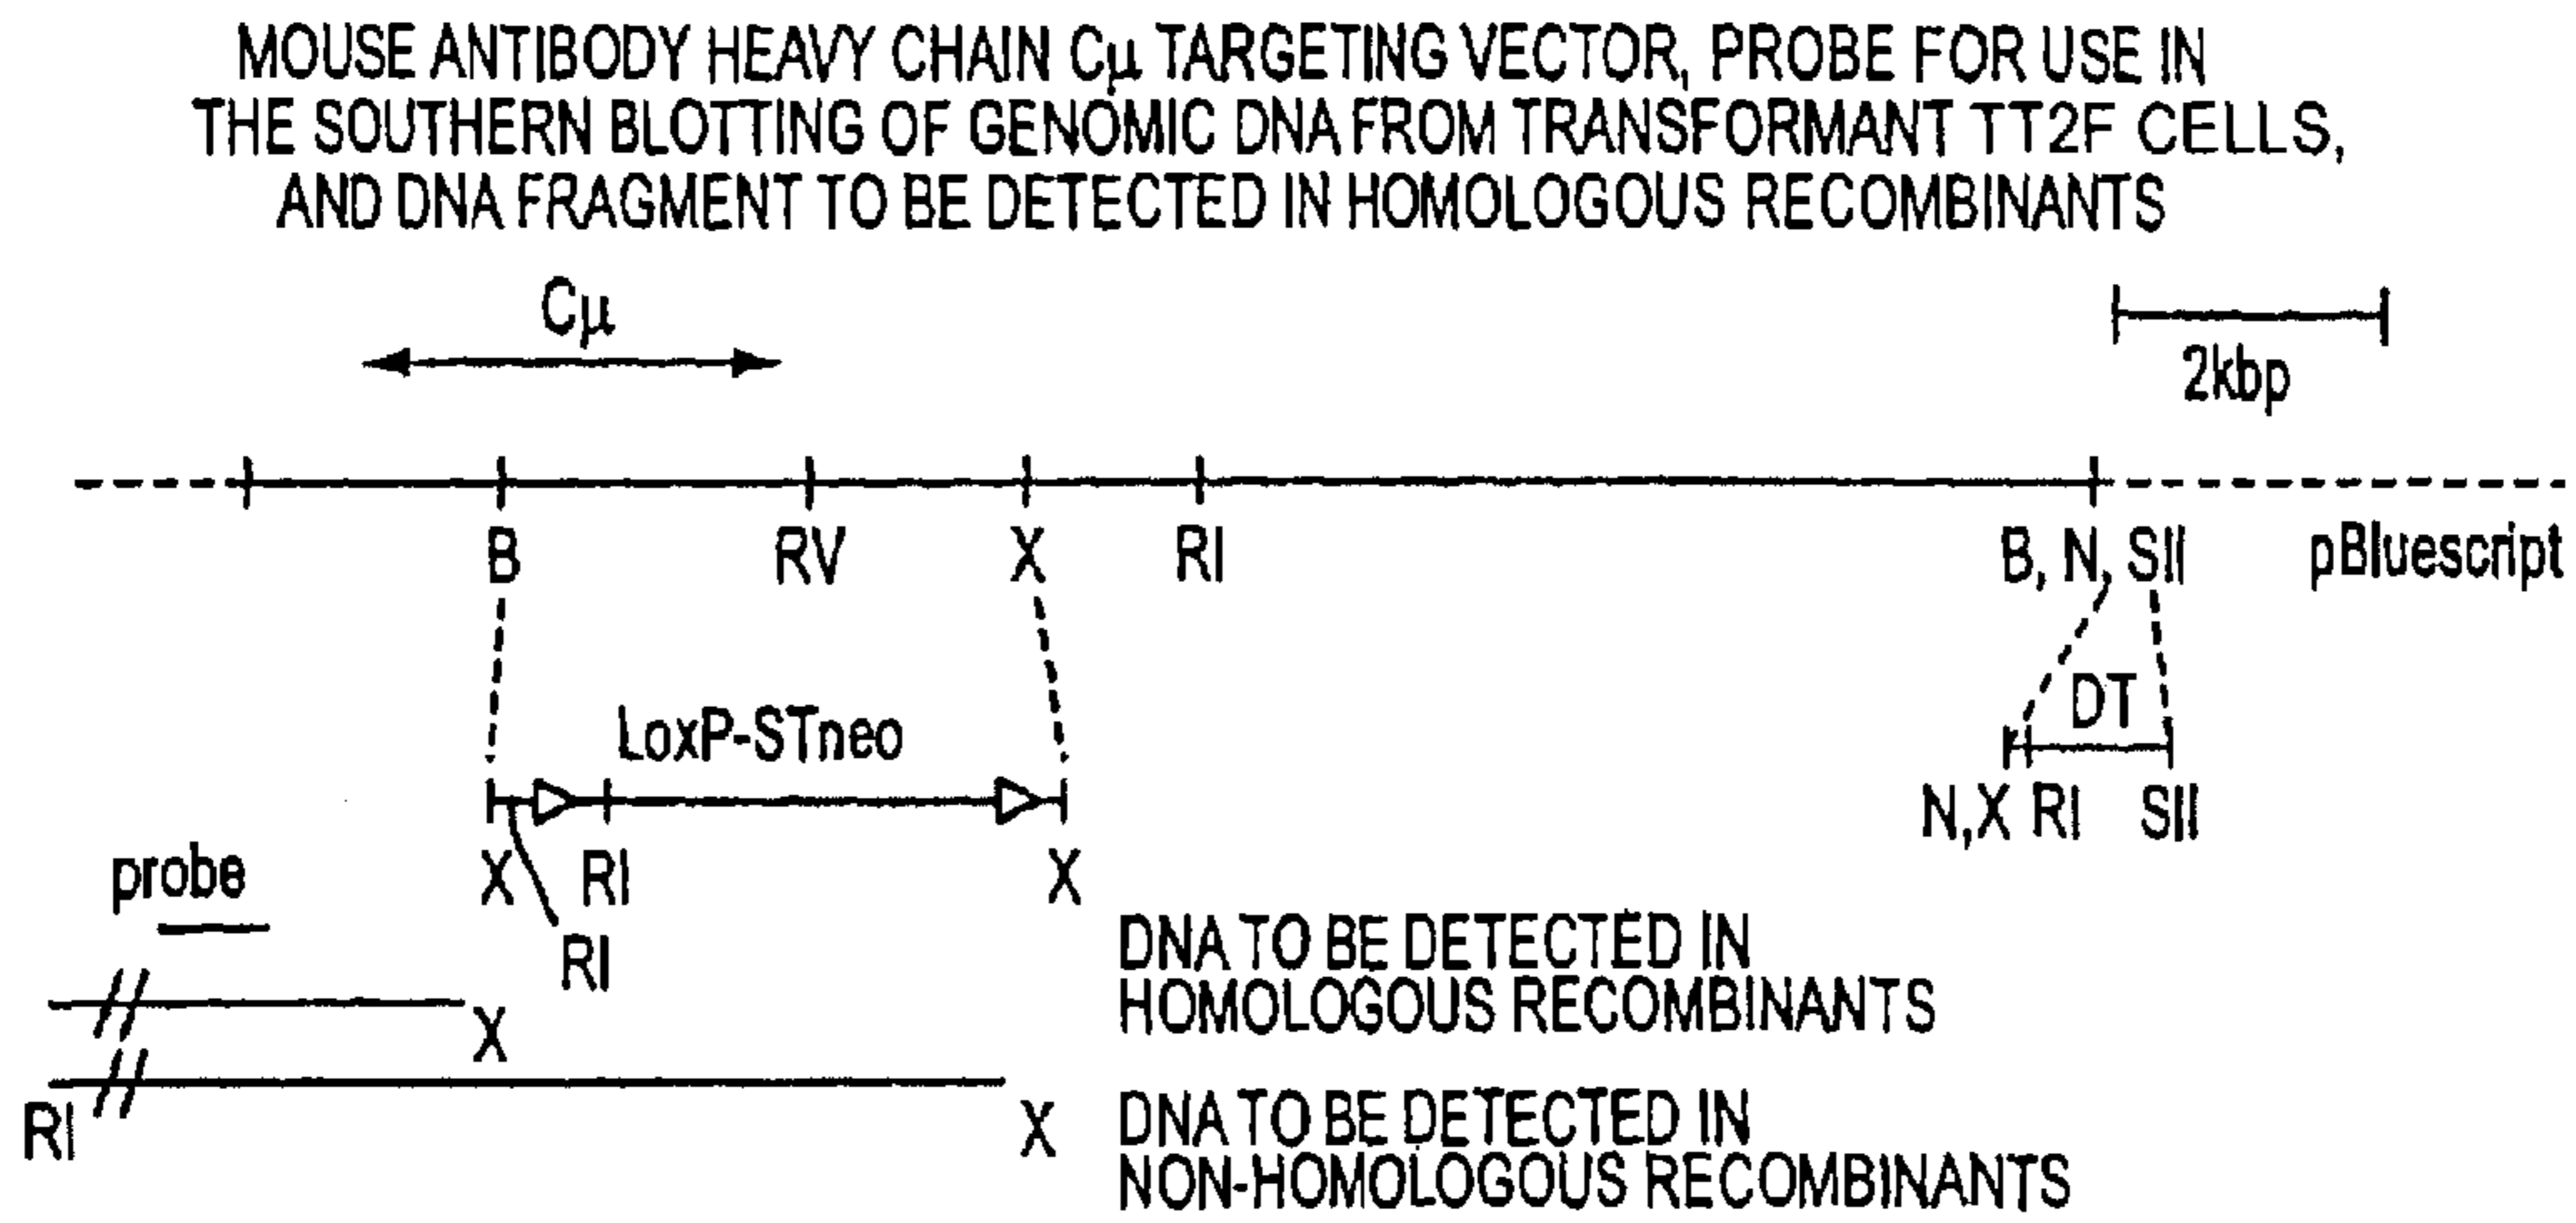 MOUSE ANTIBODY HEAVY CHAIN Cμ TARGETING VECTOR, PROBE FOR USE IN
THE SOUTHERN BLOTTING OF GENOMIC DNA FROM TRANSFORMANT TT2F CELLS,
AND DNA FRAGMENT TO BE DETECTED IN HOMOLOGOUS RECOMBINANTS
Cμ
2kbp
B RV X RI B, N, SII pBluescript
DT
LoxP-STneo
N,X RI SII
X RI X
probe
RI
DNA TO BE DETECTED IN
HOMOLOGOUS RECOMBINANTS
X
RI X
DNA TO BE DETECTED IN
NON-HOMOLOGOUS RECOMBINANTS